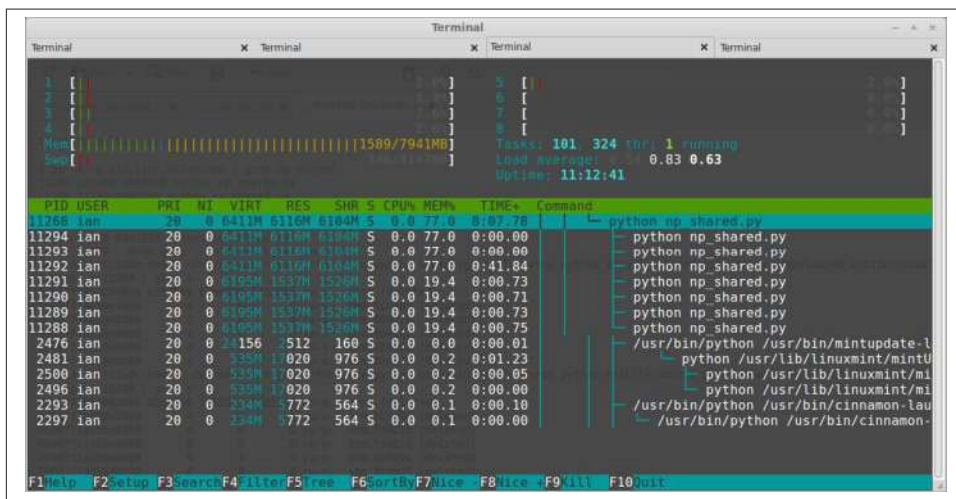 Terminal
Terminal × Terminal × Terminal × Terminal ×
1 [ ] 5 [ ]
2 [ ] 6 [ ]
3 [ ] 7 [ ]
4 [ ] 8 [ ]
Mem[1589/7941MB] Tasks: 101, 324 thr; 1 running
Swp[ ] Load average: 0.83 0.63
Uptime: 11:12:41
PID USER PRI NI VIRT RES SHR S CPU% MEM% TIME+ Command
11268 ian 20 0 6411M 6116M 6104M S 0.0 77.0 8:07.78 python np_shared.py
11294 ian 20 0 6411M 6116M 6104M S 0.0 77.0 0:00.00 python np_shared.py
11293 ian 20 0 6411M 6116M 6104M S 0.0 77.0 0:00.00 python np_shared.py
11292 ian 20 0 6411M 6116M 6104M S 0.0 77.0 0:41.84 python np_shared.py
11291 ian 20 0 6195M 1537M 1526M S 0.0 19.4 0:00.73 python np_shared.py
11290 ian 20 0 6195M 1537M 1526M S 0.0 19.4 0:00.71 python np_shared.py
11289 ian 20 0 6195M 1537M 1526M S 0.0 19.4 0:00.73 python np_shared.py
11288 ian 20 0 6195M 1537M 1526M S 0.0 19.4 0:00.75 python np_shared.py
2476 ian 20 0 24156 2512 160 S 0.0 0.0 0:00.01 /usr/bin/python /usr/bin/mintupdate-l
2481 ian 20 0 535M 17020 976 S 0.0 0.2 0:01.23 python /usr/lib/linuxmint/mintU
2500 ian 20 0 535M 17020 976 S 0.0 0.2 0:00.05 python /usr/lib/linuxmint/mi
2496 ian 20 0 535M 17020 976 S 0.0 0.2 0:00.00 python /usr/lib/linuxmint/mi
2293 ian 20 0 234M 5772 564 S 0.0 0.1 0:00.10 /usr/bin/python /usr/bin/cinnamon-lau
2297 ian 20 0 234M 5772 564 S 0.0 0.1 0:00.00 /usr/bin/python /usr/bin/cinnamon-
F1Help F2Setup F3SearchF4FilterF5Tree F6SortByF7Nice -F8Nice +F9Kill F10Quit